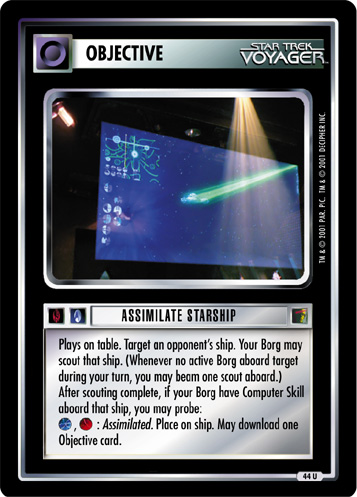 OBJECTIVE
STAR TREK
VOYAGER™
TM & © 2001 PAR. PIC. TM & © 2001 DECIPHER INC.
ASSIMILATE STARSHIP
Plays on table. Target an opponent's ship. Your Borg may
scout that ship. (Whenever no active Borg aboard target
during your turn, you may beam one scout aboard.)
After scouting complete, if your Borg have Computer Skill
aboard that ship, you may probe:
, : Assimilated. Place on ship. May download one
Objective card.
44 U